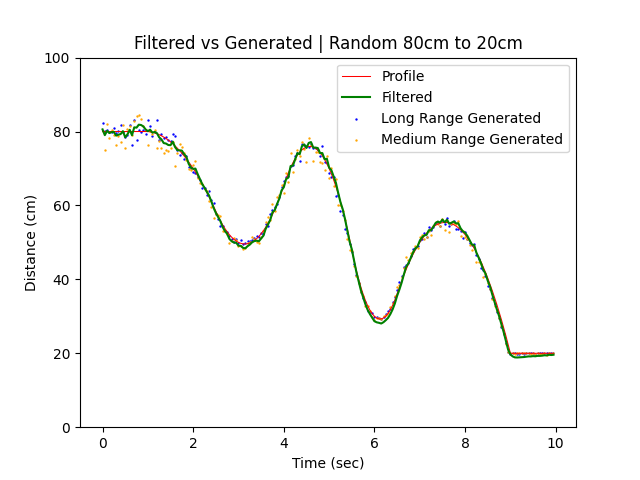 Filtered vs Generated | Random 80cm to 20cm
Profile
Filtered
Long Range Generated
Medium Range Generated
Distance (cm)
100
80
60
40
20
0
0 2 4 6 8 10
Time (sec)